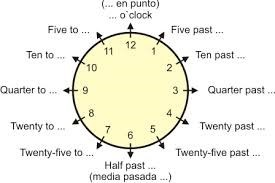 (... en punto)
... o`clock
Five to ...
Five past ...
Ten to ...
Ten past ...
Quarter to ...
Quarter past ...
Twenty to ...
Twenty past ...
Twenty-five to ...
Twenty-five past ...
Half past ...
(media pasada ...)
12
1
2
3
4
5
6
7
8
9
10
11